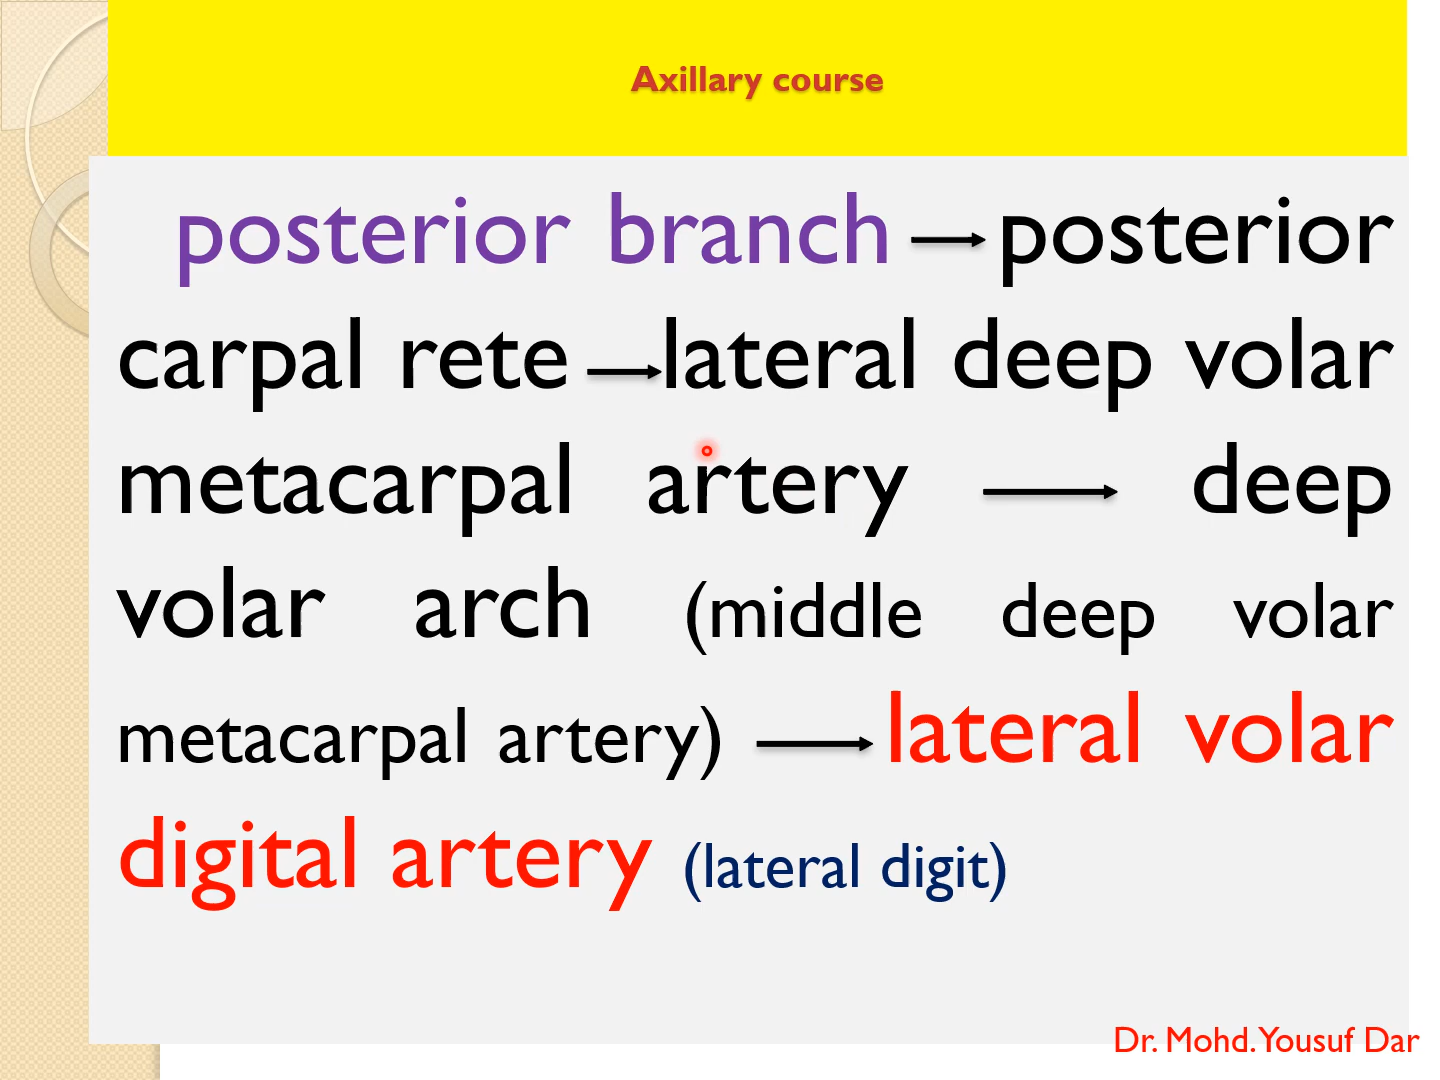 Axillary course
posterior branch → posterior
carpal rete → lateral deep volar
metacarpal artery → deep
volar arch (middle deep volar
metacarpal artery) → lateral volar
digital artery (lateral digit)
Dr. Mohd. Yousuf Dar